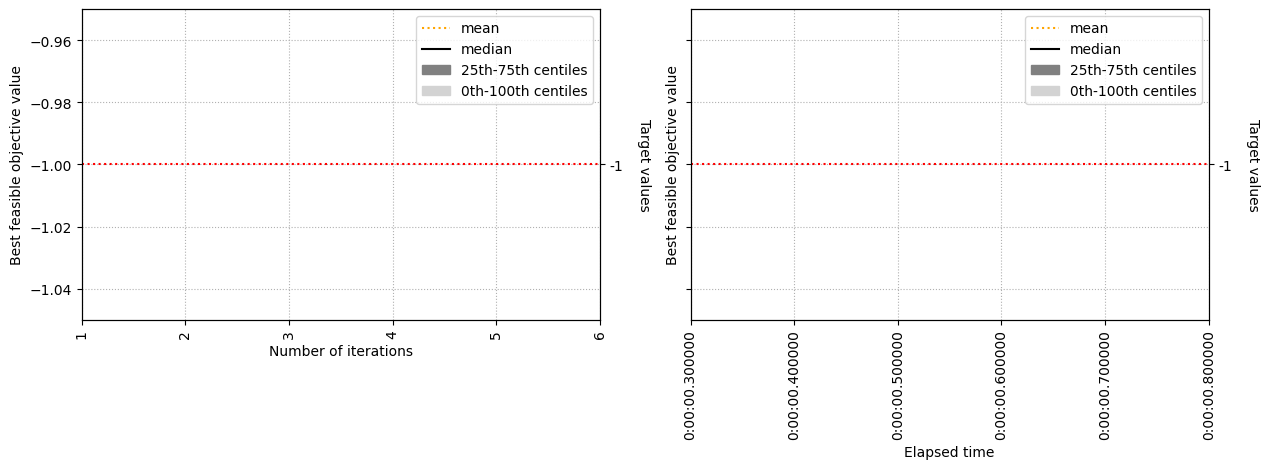 Best feasible objective value
−0.96
−0.98
−1.00
−1.02
−1.04
mean
median
25th-75th centiles
0th-100th centiles
-1
Target values
1
2
3
4
5
6
Number of iterations
Best feasible objective value
mean
median
25th-75th centiles
0th-100th centiles
-1
Target values
0:00:00.300000
0:00:00.400000
0:00:00.500000
0:00:00.600000
0:00:00.700000
0:00:00.800000
Elapsed time